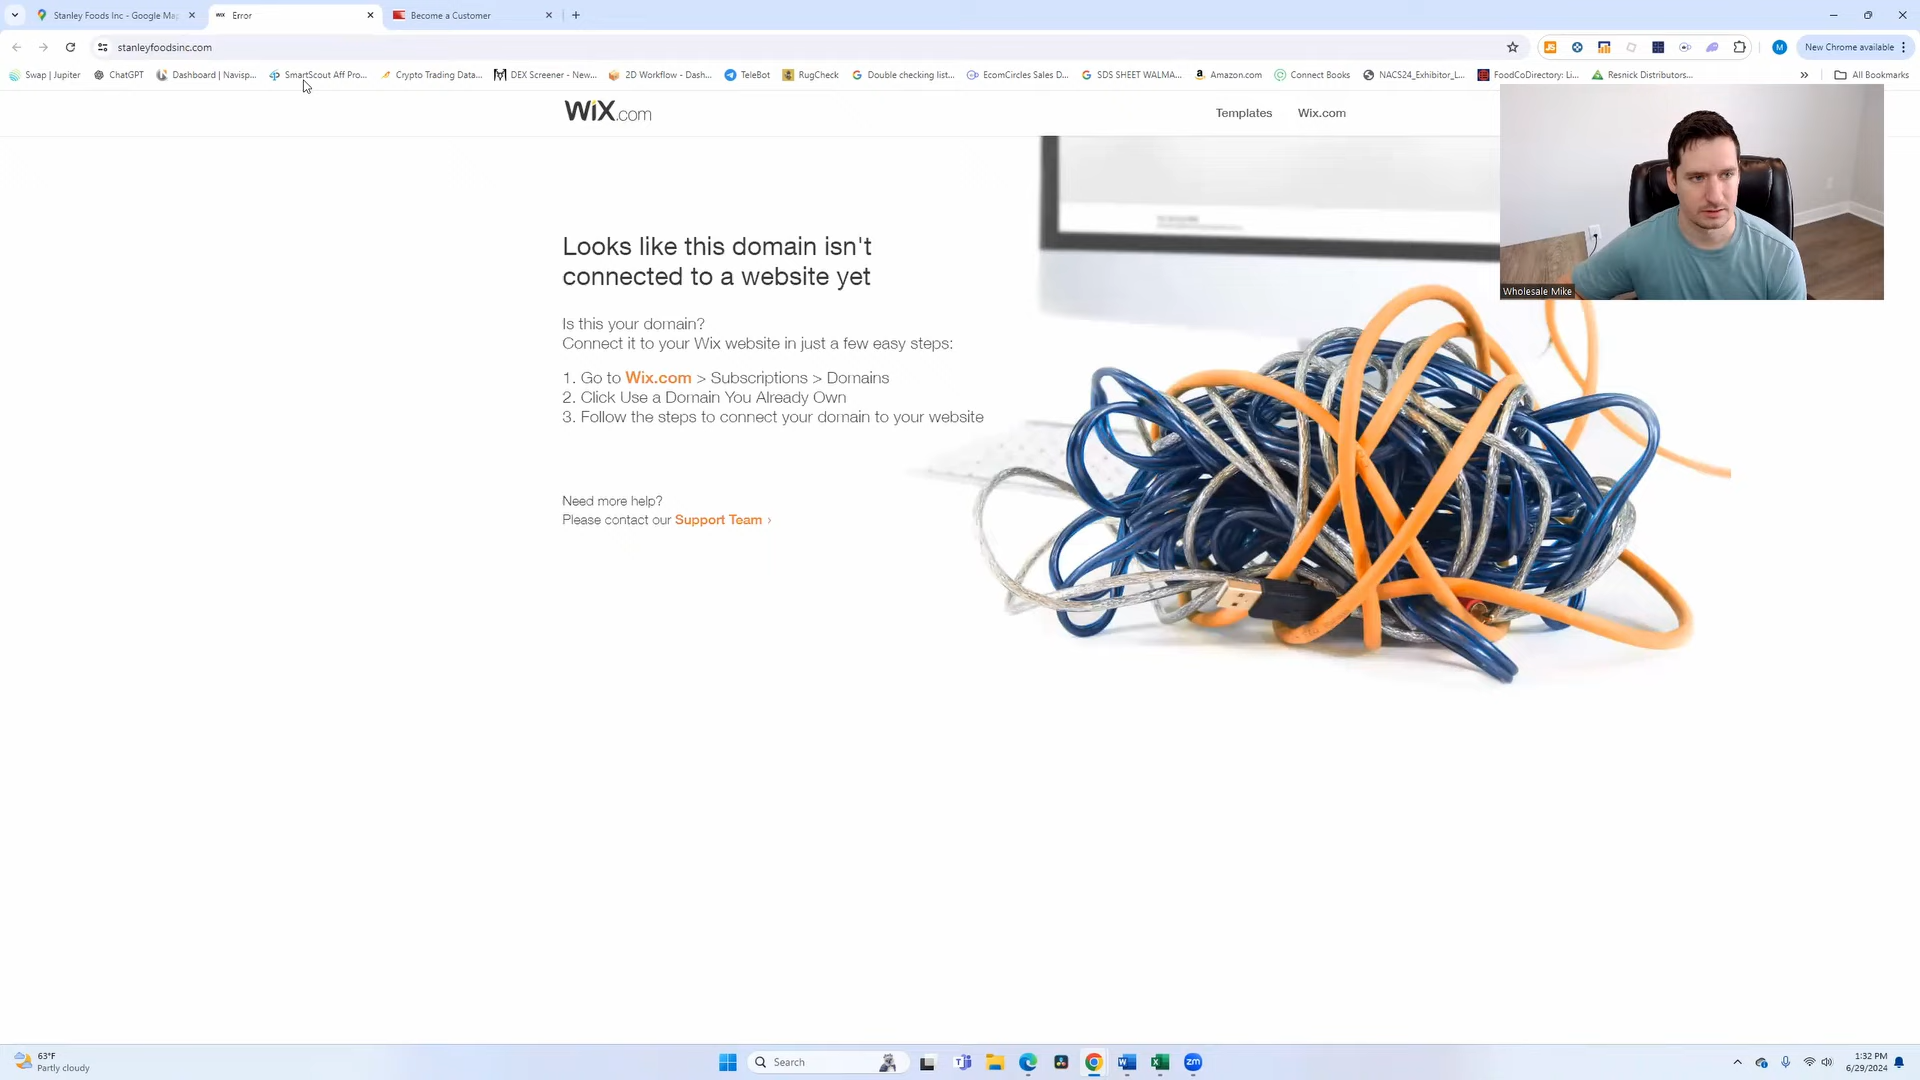 Stanley Foods Inc - Google Ma
Error
Become a Customer
stanleyfoodsinc.com
New Chrome available
Swap | Jupiter
ChatGPT
Dashboard | Navisp...
SmartScout Aff Pro...
Crypto Trading Data...
DEX Screener - New...
2D Workflow - Dash...
TeleBot
RugCheck
Double checking list...
EcomCircles Sales D...
SDS SHEET WALMA...
Amazon.com
Connect Books
NACS24_Exhibitor_L...
FoodCoDirectory: Li...
Resnick Distributors...
»
All Bookmarks
WiX.com
Templates
Wix.com
Wholesale Mike
Looks like this domain isn't
connected to a website yet
Is this your domain?
Connect it to your Wix website in just a few easy steps:
1. Go to Wix.com > Subscriptions > Domains
2. Click Use a Domain You Already Own
3. Follow the steps to connect your domain to your website
Need more help?
Please contact our Support Team ›
63°F
Partly cloudy
Search
zm
1:32 PM
6/29/2024